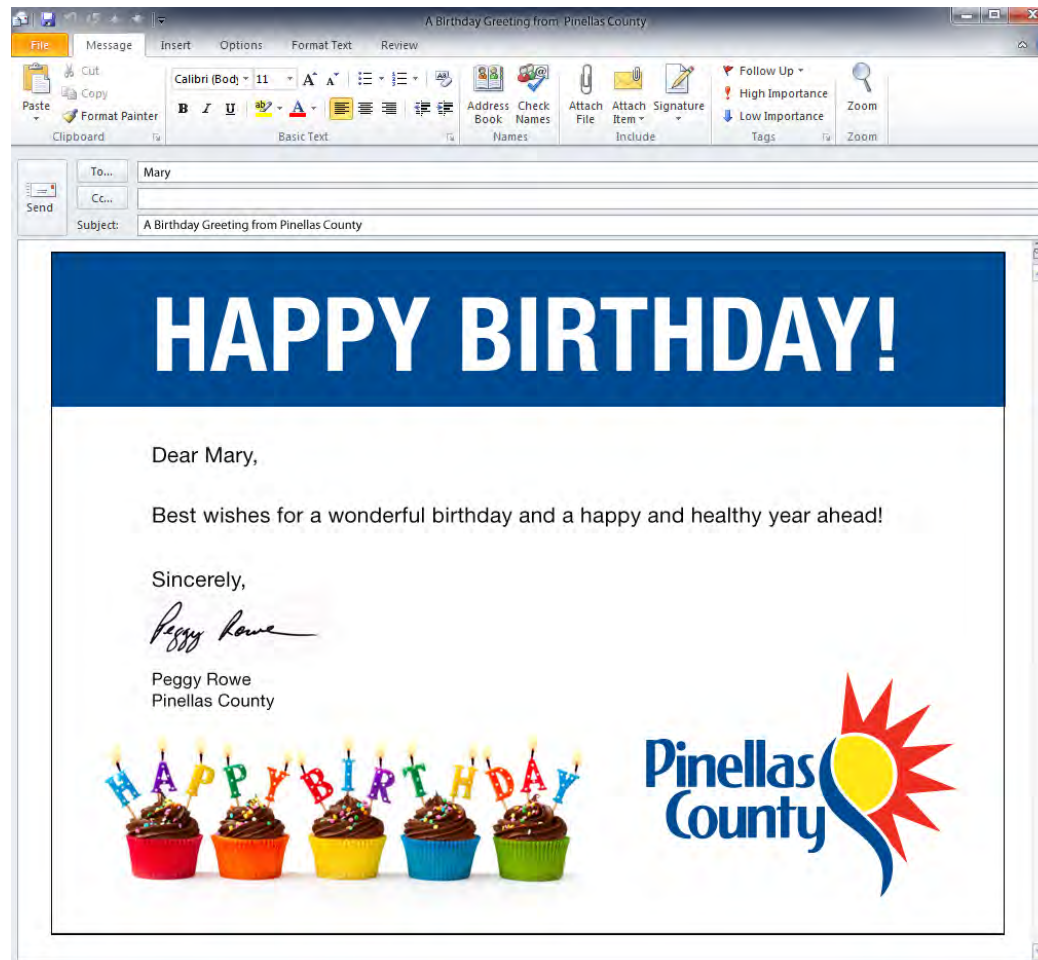 A Birthday Greeting from Pinellas County
File Message Insert Options Format Text Review
Paste
Cut
Copy
Format Painter
Clipboard
Calibri (Body 11
B I U
Basic Text
Address Book
Check Names
Names
Attach File
Attach Item
Signature
Include
Follow Up
High Importance
Low Importance
Tags
Zoom
Zoom
Send
To... Mary
Cc...
Subject: A Birthday Greeting from Pinellas County
HAPPY BIRTHDAY!
Dear Mary,
Best wishes for a wonderful birthday and a happy and healthy year ahead!
Sincerely,
Peggy Rowe
Peggy Rowe
Pinellas County
HAPPY BIRTHDAY
Pinellas
County